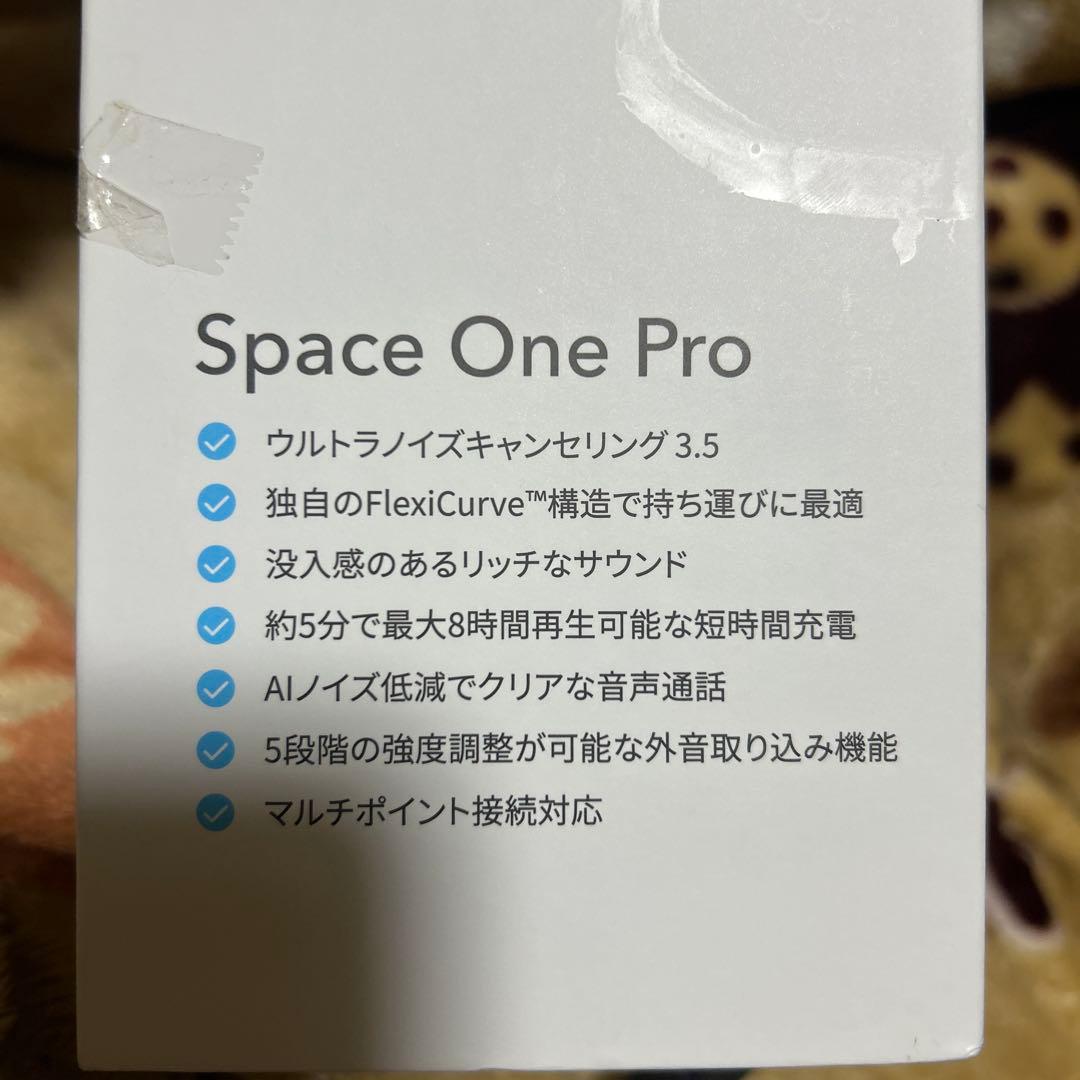 Space One Pro
ウルトラノイズキャンセリング 3.5
独自のFlexiCurve™構造で持ち運びに最適
没入感のあるリッチなサウンド
約5分で最大8時間再生可能な短時間充電
AIノイズ低減でクリアな音声通話
5段階の強度調整が可能な外音取り込み機能
マルチポイント接続対応